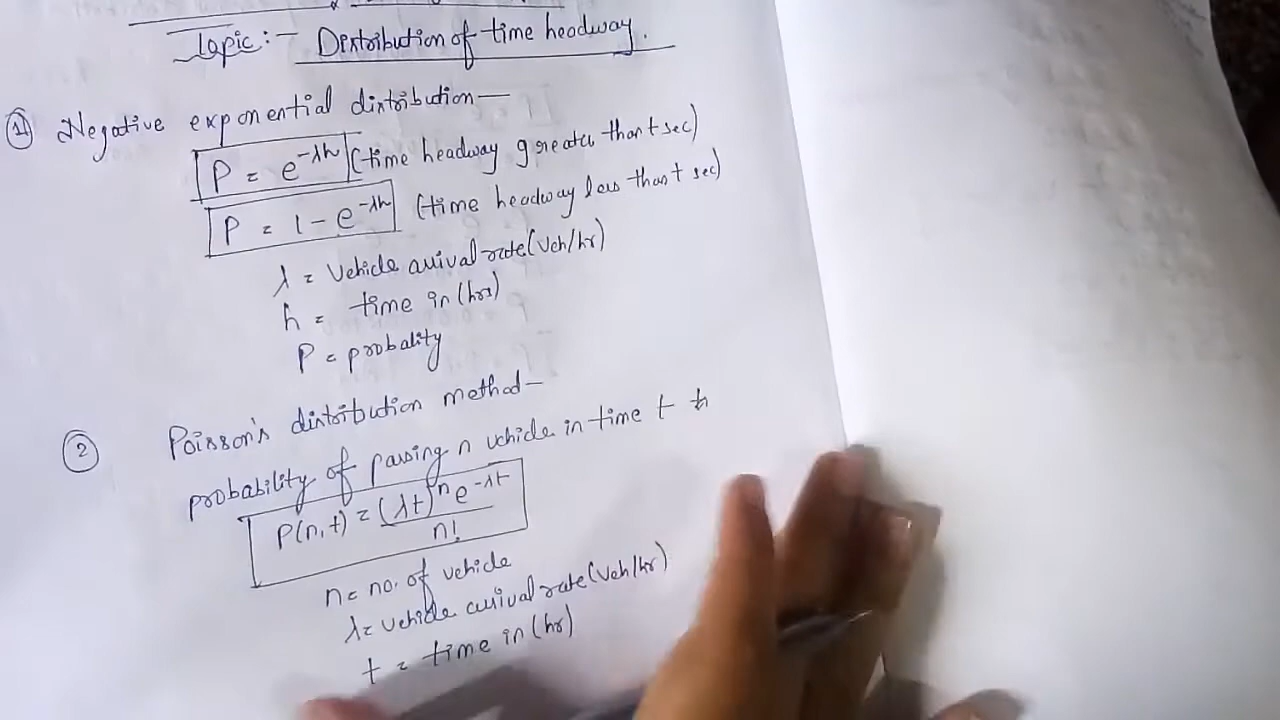 Topic:- Distribution of time headway.
① Negative exponential distribution—
P = e^-λh (time headway greater than t sec)
P = 1 - e^-λh (time headway less than t sec)
λ = Vehicle arrival rate (Veh/hr)
h = time in (hrs)
P = probality
② Poisson's distribution method—
probability of passing n vehicle in time t
P(n,t) = (λt)^n e^-λt / n!
n = no. of vehicle
λ = vehicle arrival rate (Veh/hr)
t = time in (hr)